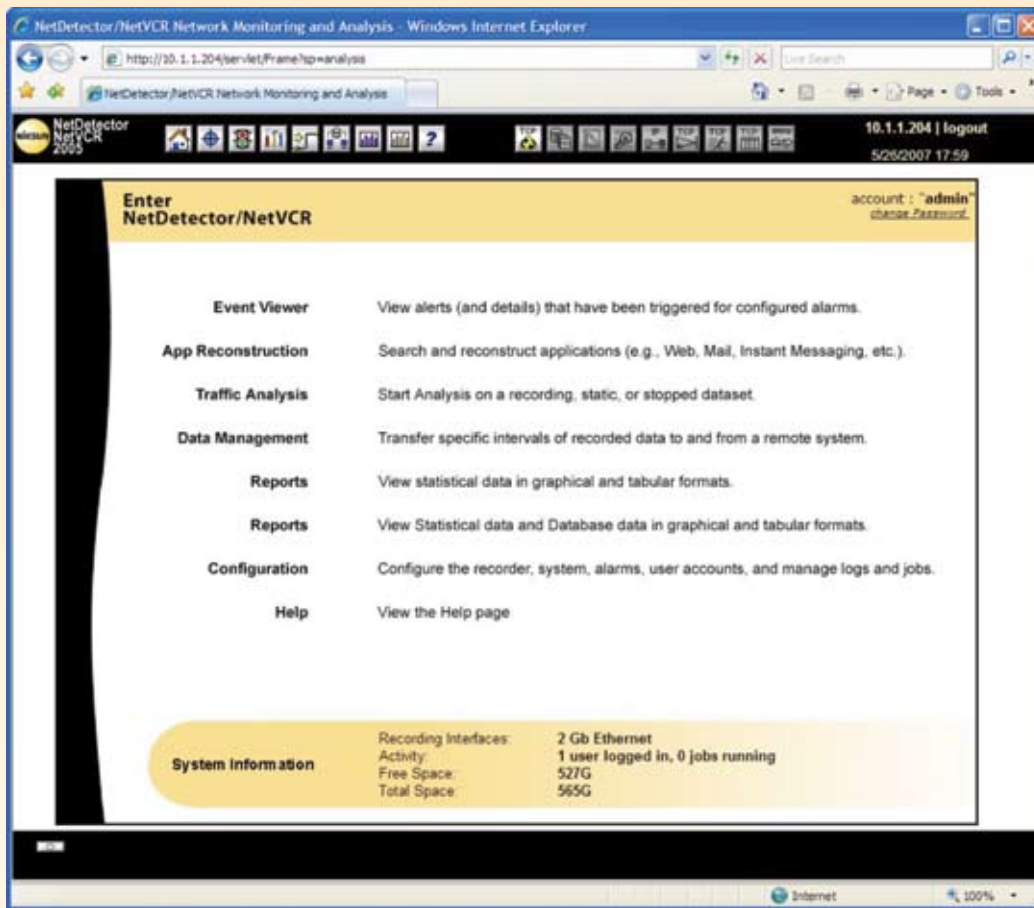 NetDetector/NetVCR Network Monitoring and Analysis - Windows Internet Explorer
http://10.1.1.204/servlet/Frame?sp=analysis
Live Search
NetDetector/NetVCR Network Monitoring and Analysis
Page
Tools
niksun
NetDetector
NetVCR
2005
?
TCP
IP
TCP
TCP
10.1.1.204 | logout
5/26/2007 17:59
Enter
NetDetector/NetVCR
account : "admin"
change Password
Event Viewer View alerts (and details) that have been triggered for configured alarms.
App Reconstruction Search and reconstruct applications (e.g., Web, Mail, Instant Messaging, etc.).
Traffic Analysis Start Analysis on a recording, static, or stopped dataset.
Data Management Transfer specific intervals of recorded data to and from a remote system.
Reports View statistical data in graphical and tabular formats.
Reports View Statistical data and Database data in graphical and tabular formats.
Configuration Configure the recorder, system, alarms, user accounts, and manage logs and jobs.
Help View the Help page
System Information
Recording Interfaces: 2 Gb Ethernet
Activity: 1 user logged in, 0 jobs running
Free Space: 527G
Total Space: 565G
Internet
100%